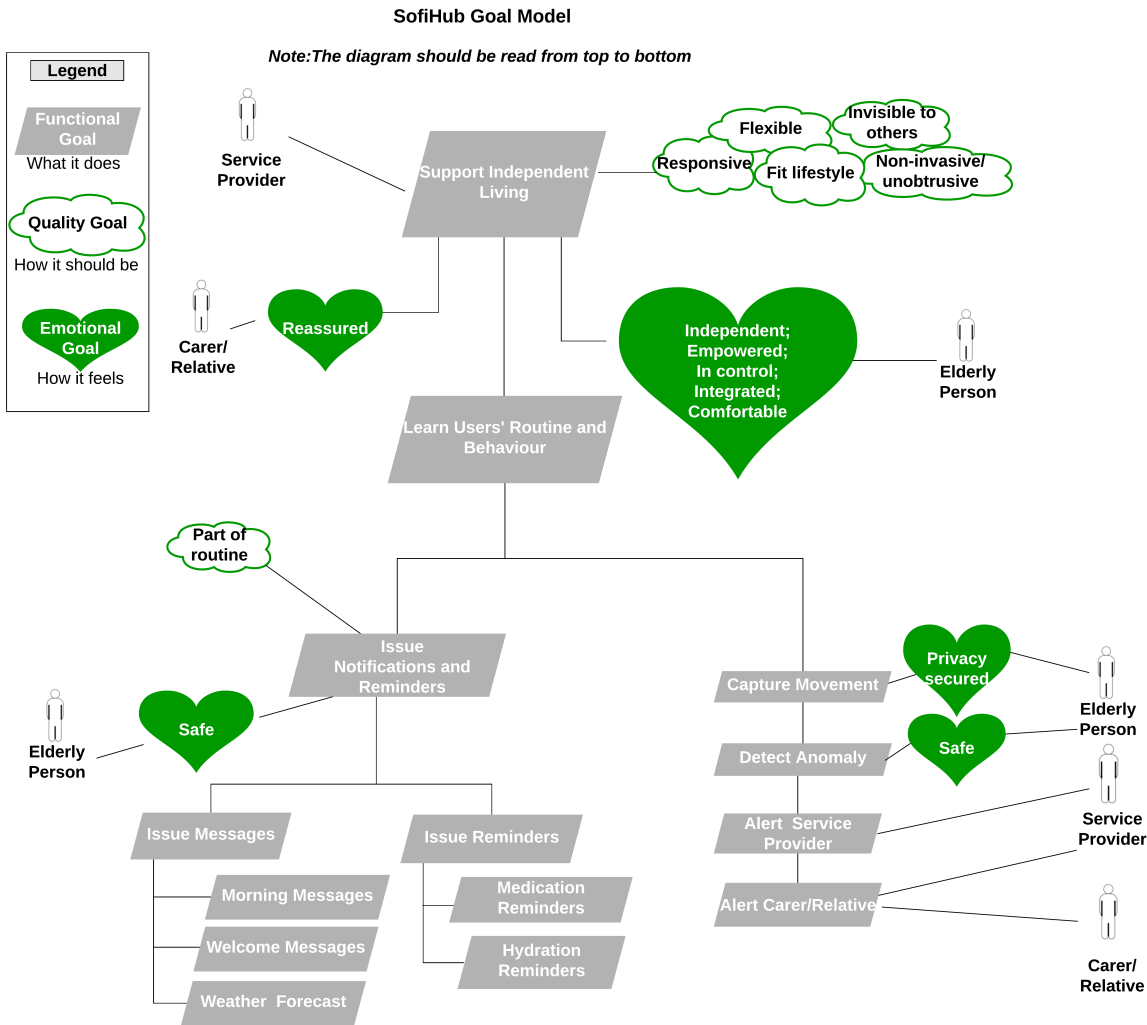 SofiHub Goal Model
Note:The diagram should be read from top to bottom
Legend
Functional
Goal
What it does
Quality Goal
How it should be
Emotional
Goal
How it feels
Service
Provider
Support Independent
Living
Responsive
Flexible
Fit lifestyle
Invisible to
others
Non-invasive/
unobtrusive
Carer/
Relative
Reassured
Independent;
Empowered;
In control;
Integrated;
Comfortable
Elderly
Person
Learn Users' Routine and
Behaviour
Part of
routine
Issue
Notifications and
Reminders
Elderly
Person
Safe
Issue Messages
Morning Messages
Welcome Messages
Weather Forecast
Issue Reminders
Medication
Reminders
Hydration
Reminders
Capture Movement
Privacy
secured
Elderly
Person
Detect Anomaly
Safe
Alert Service
Provider
Service
Provider
Alert Carer/Relative
Carer/
Relative